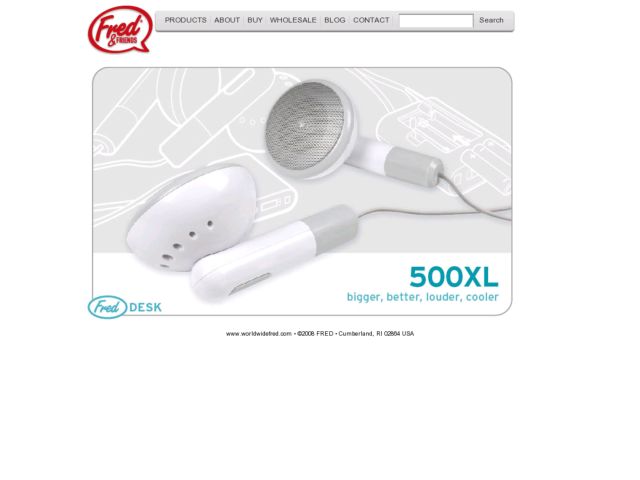 Fred
& FRIENDS
PRODUCTS ABOUT BUY WHOLESALE BLOG CONTACT Search
500XL
bigger, better, louder, cooler
Fred DESK
www.worldwidefred.com • ©2008 FRED • Cumberland, RI 02864 USA